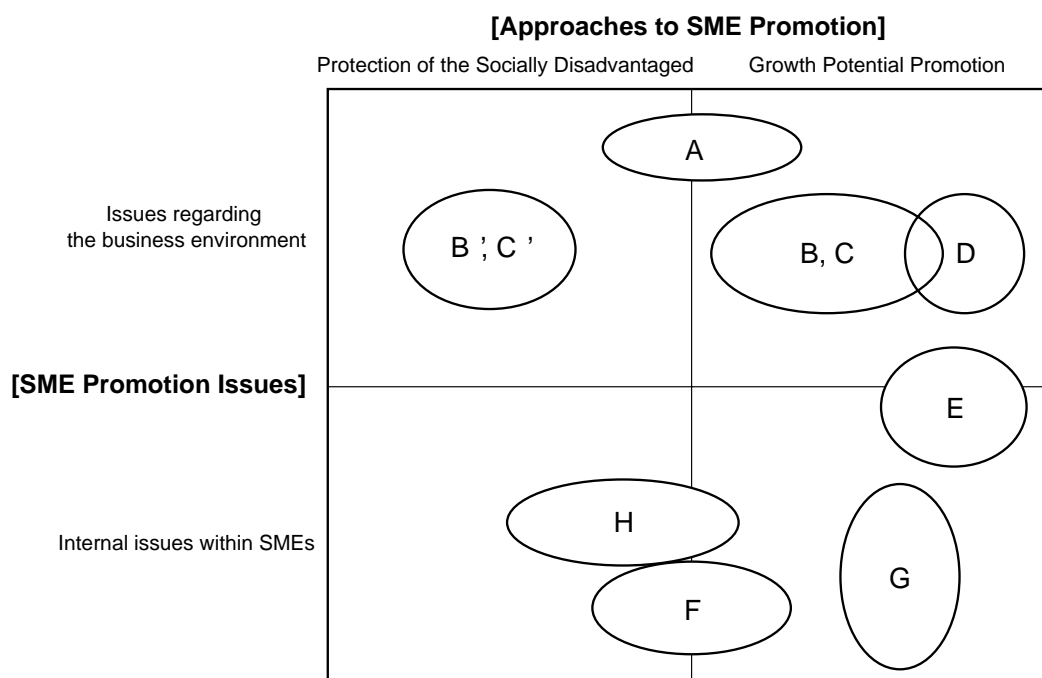 [Approaches to SME Promotion]
Protection of the Socially Disadvantaged
Growth Potential Promotion
A
Issues regarding
the business environment
B ’, C ’
B, C
D
[SME Promotion Issues]
E
H
Internal issues within SMEs
G
F